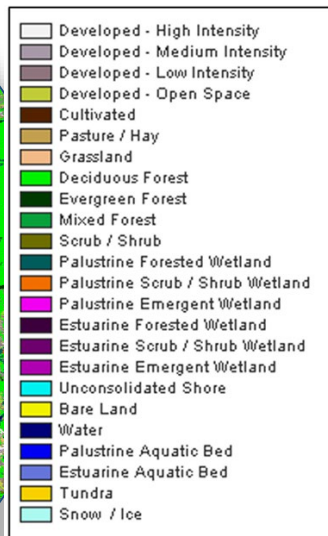 Developed - High Intensity
Developed - Medium Intensity
Developed - Low Intensity
Developed - Open Space
Cultivated
Pasture / Hay
Grassland
Deciduous Forest
Evergreen Forest
Mixed Forest
Scrub / Shrub
Palustrine Forested Wetland
Palustrine Scrub / Shrub Wetland
Palustrine Emergent Wetland
Estuarine Forested Wetland
Estuarine Scrub / Shrub Wetland
Estuarine Emergent Wetland
Unconsolidated Shore
Bare Land
Water
Palustrine Aquatic Bed
Estuarine Aquatic Bed
Tundra
Snow / Ice